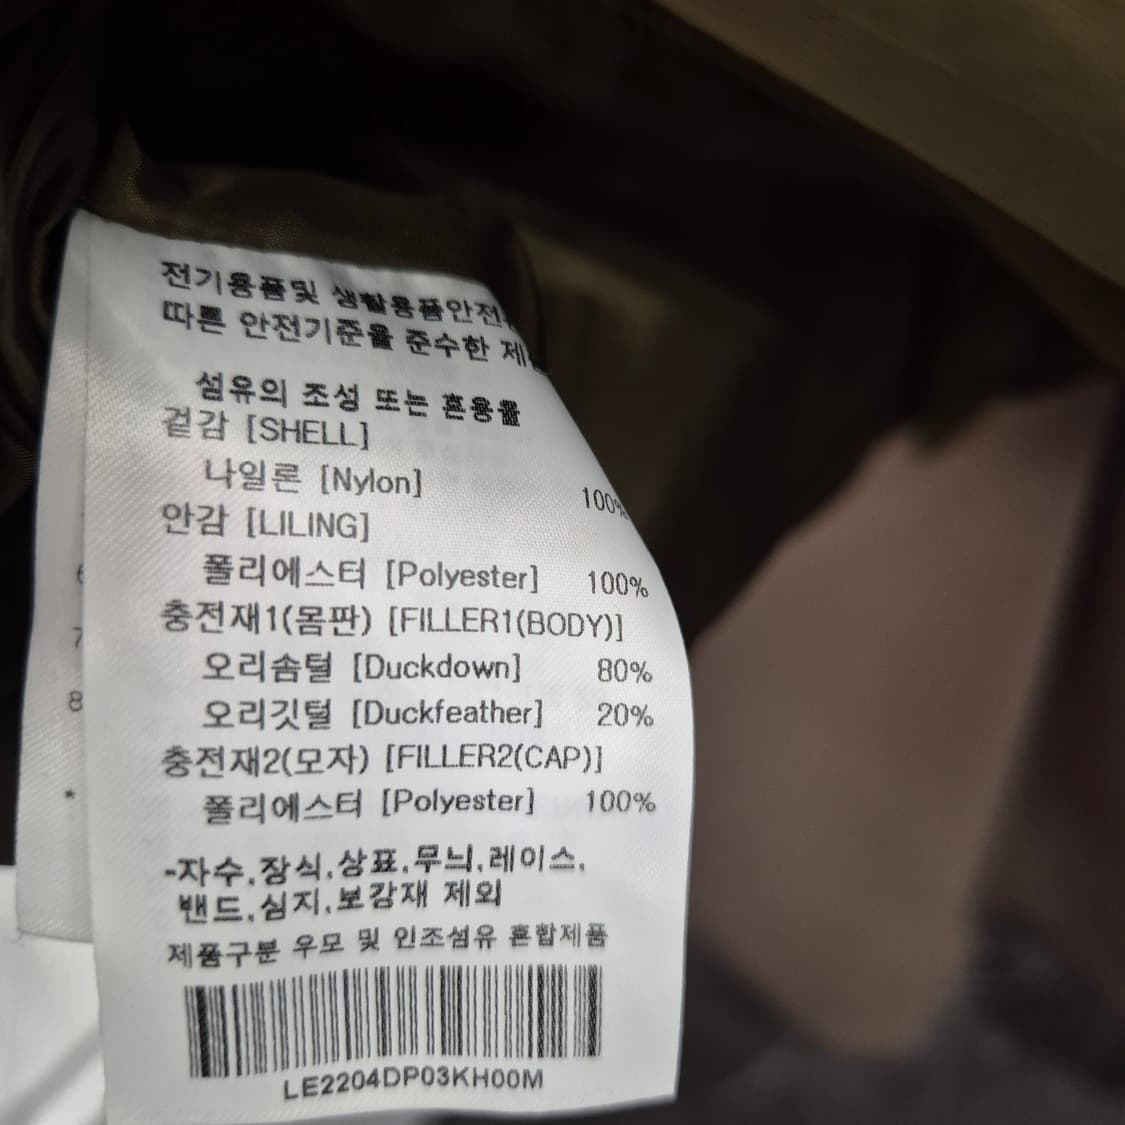 전기용품및 생활용품안전
따른 안전기준을 준수한
섬유의 조성 또는 혼용율
겉감 [SHELL]
나일론 [Nylon] 100%
안감 [LILING]
폴리에스터 [Polyester] 100%
충전재1(몸판) [FILLER1(BODY)]
오리솜털 [Duckdown] 80%
오리깃털 [Duckfeather] 20%
충전재2(모자) [FILLER2(CAP)]
폴리에스터 [Polyester] 100%
-자수,장식,상표,무늬,레이스,
밴드,심지,보강재 제외
제품구분 우모 및 인조섬유 혼합제품
LE2204DP03KH00M
6
7
8
*